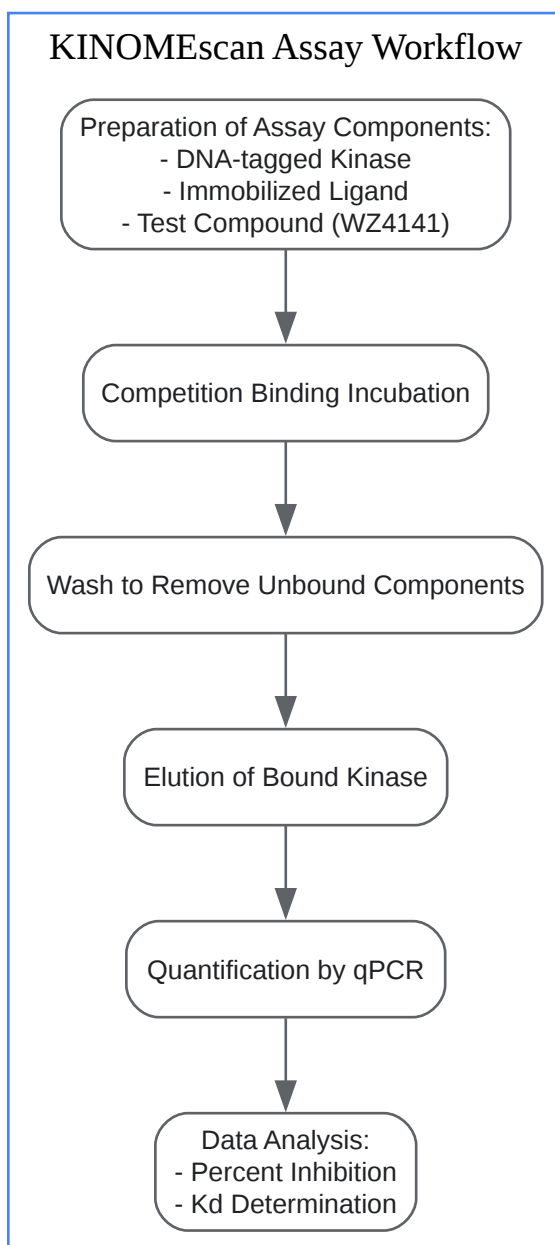 KINOMEscan Assay Workflow
Preparation of Assay Components:
- DNA-tagged Kinase
- Immobilized Ligand
- Test Compound (WZ4141)
Competition Binding Incubation
Wash to Remove Unbound Components
Elution of Bound Kinase
Quantification by qPCR
Data Analysis:
- Percent Inhibition
- Kd Determination